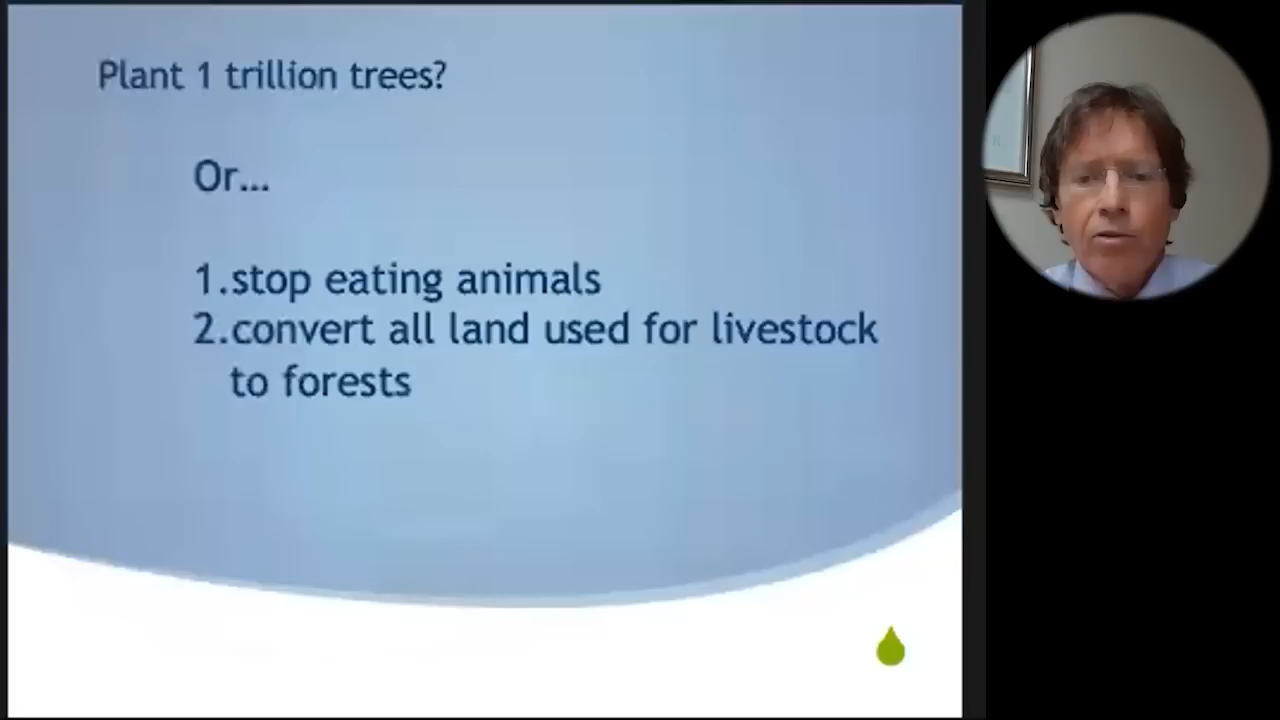 Plant 1 trillion trees?
Or...
1.stop eating animals
2.convert all land used for livestock
to forests